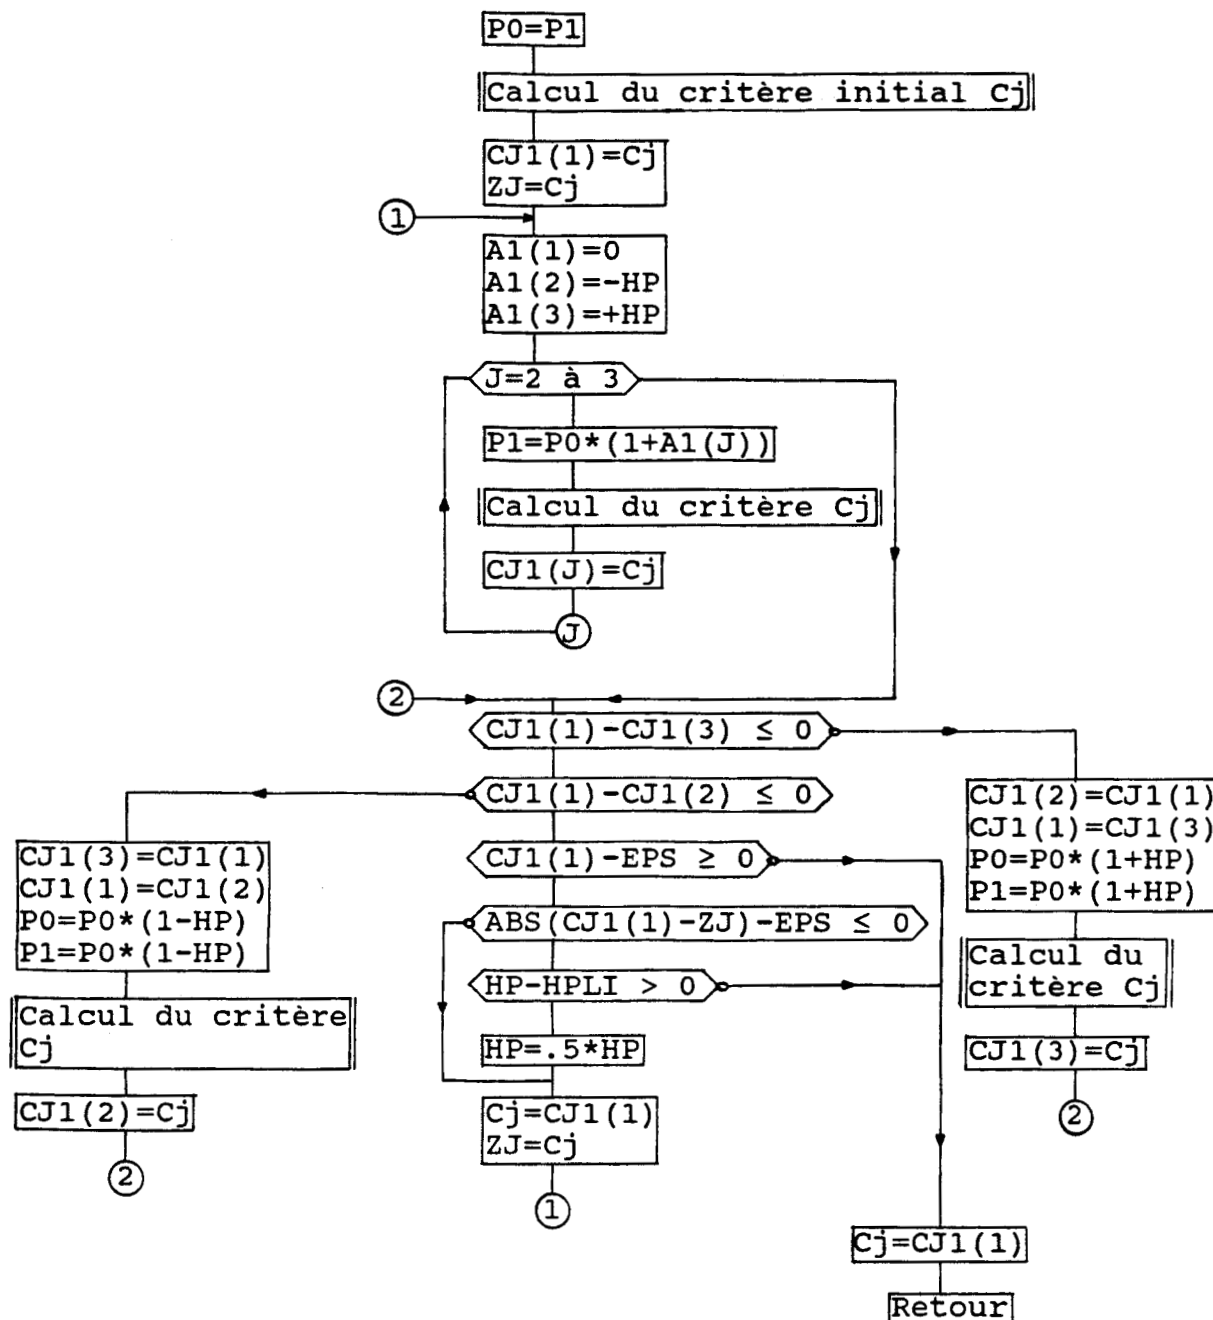 P0=P1
Calcul du critère initial Cj
CJ1(1)=Cj
ZJ=Cj
1
A1(1)=0
A1(2)=-HP
A1(3)=+HP
J=2 à 3
P1=P0*(1+A1(J))
Calcul du critère Cj
CJ1(J)=Cj
J
2
CJ1(1)-CJ1(3) ≤ 0
CJ1(1)-CJ1(2) ≤ 0
CJ1(1)-EPS ≥ 0
ABS(CJ1(1)-ZJ)-EPS ≤ 0
HP-HPLI > 0
HP=.5*HP
Cj=CJ1(1)
ZJ=Cj
1
CJ1(3)=CJ1(1)
CJ1(1)=CJ1(2)
P0=P0*(1-HP)
P1=P0*(1-HP)
Calcul du critère
Cj
CJ1(2)=Cj
2
CJ1(2)=CJ1(1)
CJ1(1)=CJ1(3)
P0=P0*(1+HP)
P1=P0*(1+HP)
Calcul du
critère Cj
CJ1(3)=Cj
2
Cj=CJ1(1)
Retour